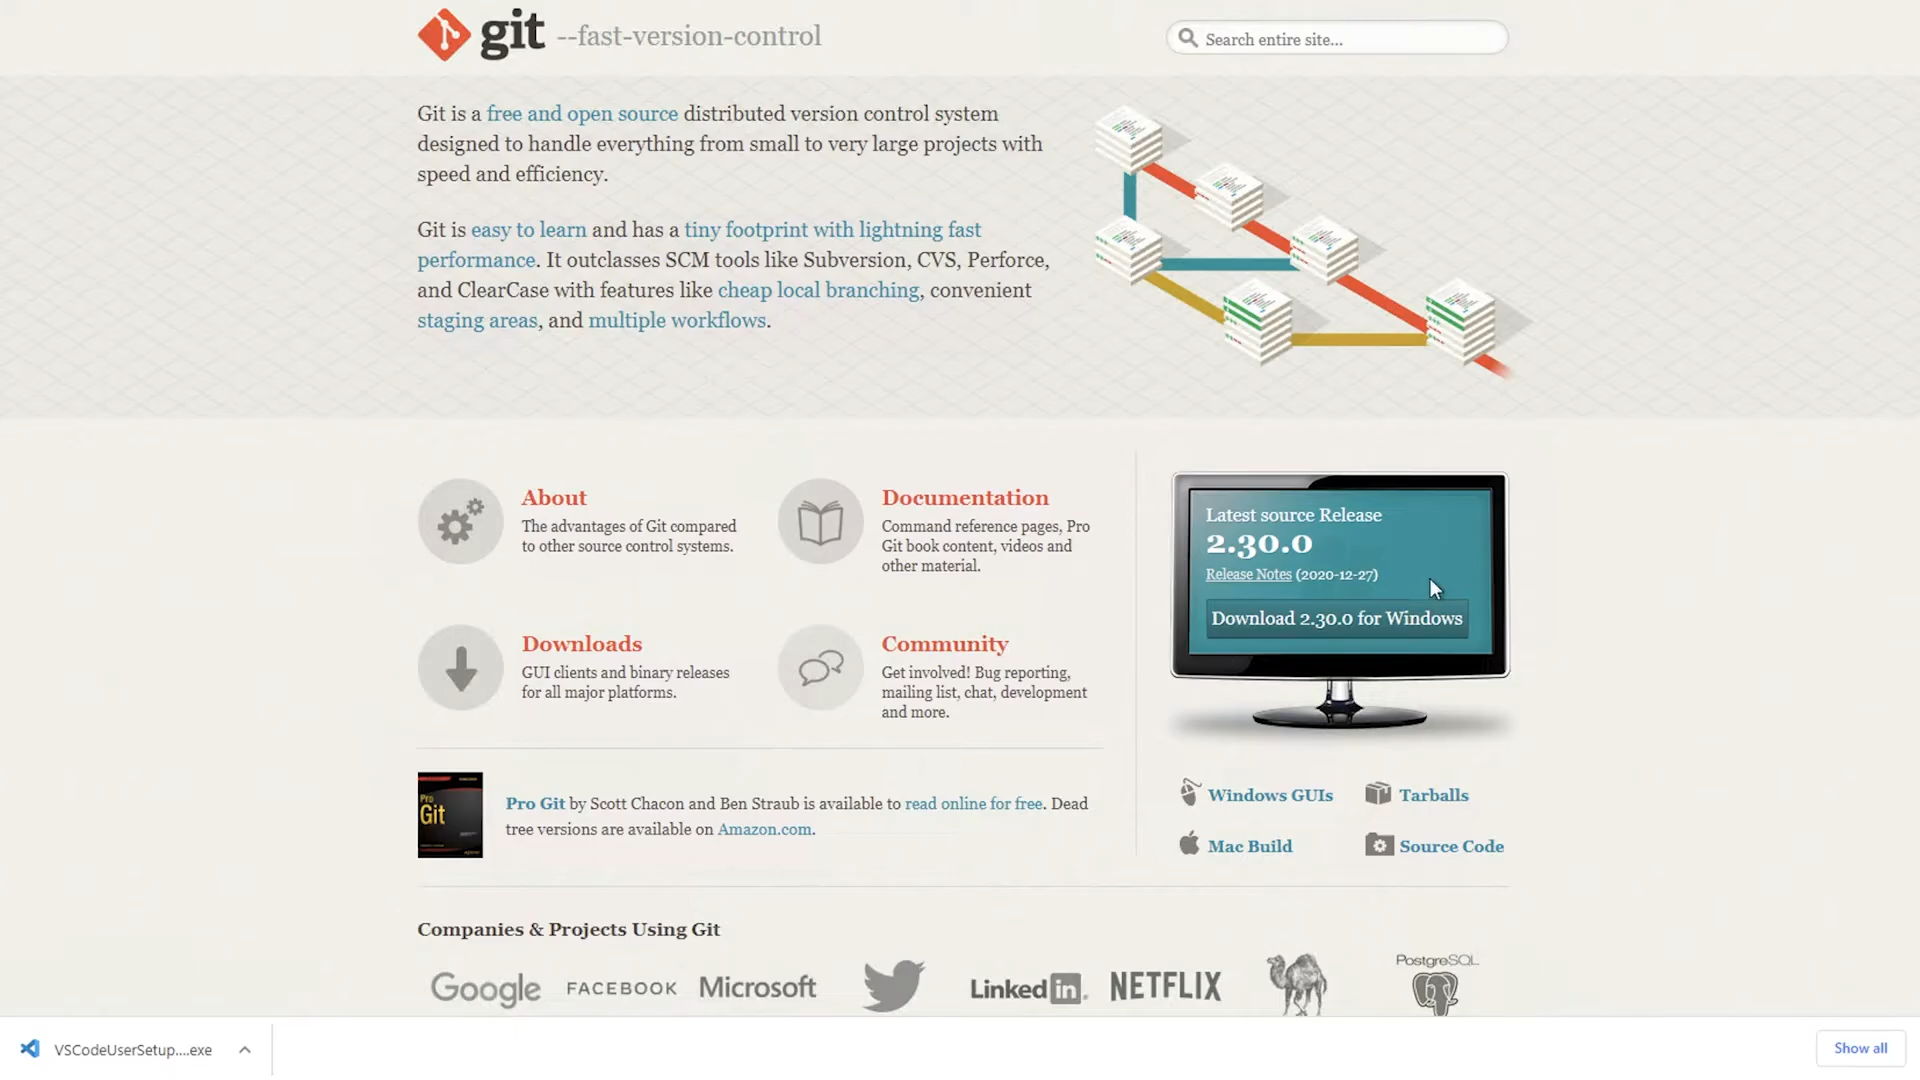 git --fast-version-control
Search entire site...
Git is a free and open source distributed version control system
designed to handle everything from small to very large projects with
speed and efficiency.
Git is easy to learn and has a tiny footprint with lightning fast
performance. It outclasses SCM tools like Subversion, CVS, Perforce,
and ClearCase with features like cheap local branching, convenient
staging areas, and multiple workflows.
About
The advantages of Git compared
to other source control systems.
Documentation
Command reference pages, Pro
Git book content, videos and
other material.
Downloads
GUI clients and binary releases
for all major platforms.
Community
Get involved! Bug reporting,
mailing list, chat, development
and more.
Pro
Git
Pro Git by Scott Chacon and Ben Straub is available to read online for free. Dead
tree versions are available on Amazon.com.
Latest source Release
2.30.0
Release Notes (2020-12-27)
Download 2.30.0 for Windows
Windows GUIs
Tarballs
Mac Build
Source Code
Companies & Projects Using Git
Google
FACEBOOK
Microsoft
Linked in
NETFLIX
PostgreSQL
VSCodeUserSetup....exe
Show all